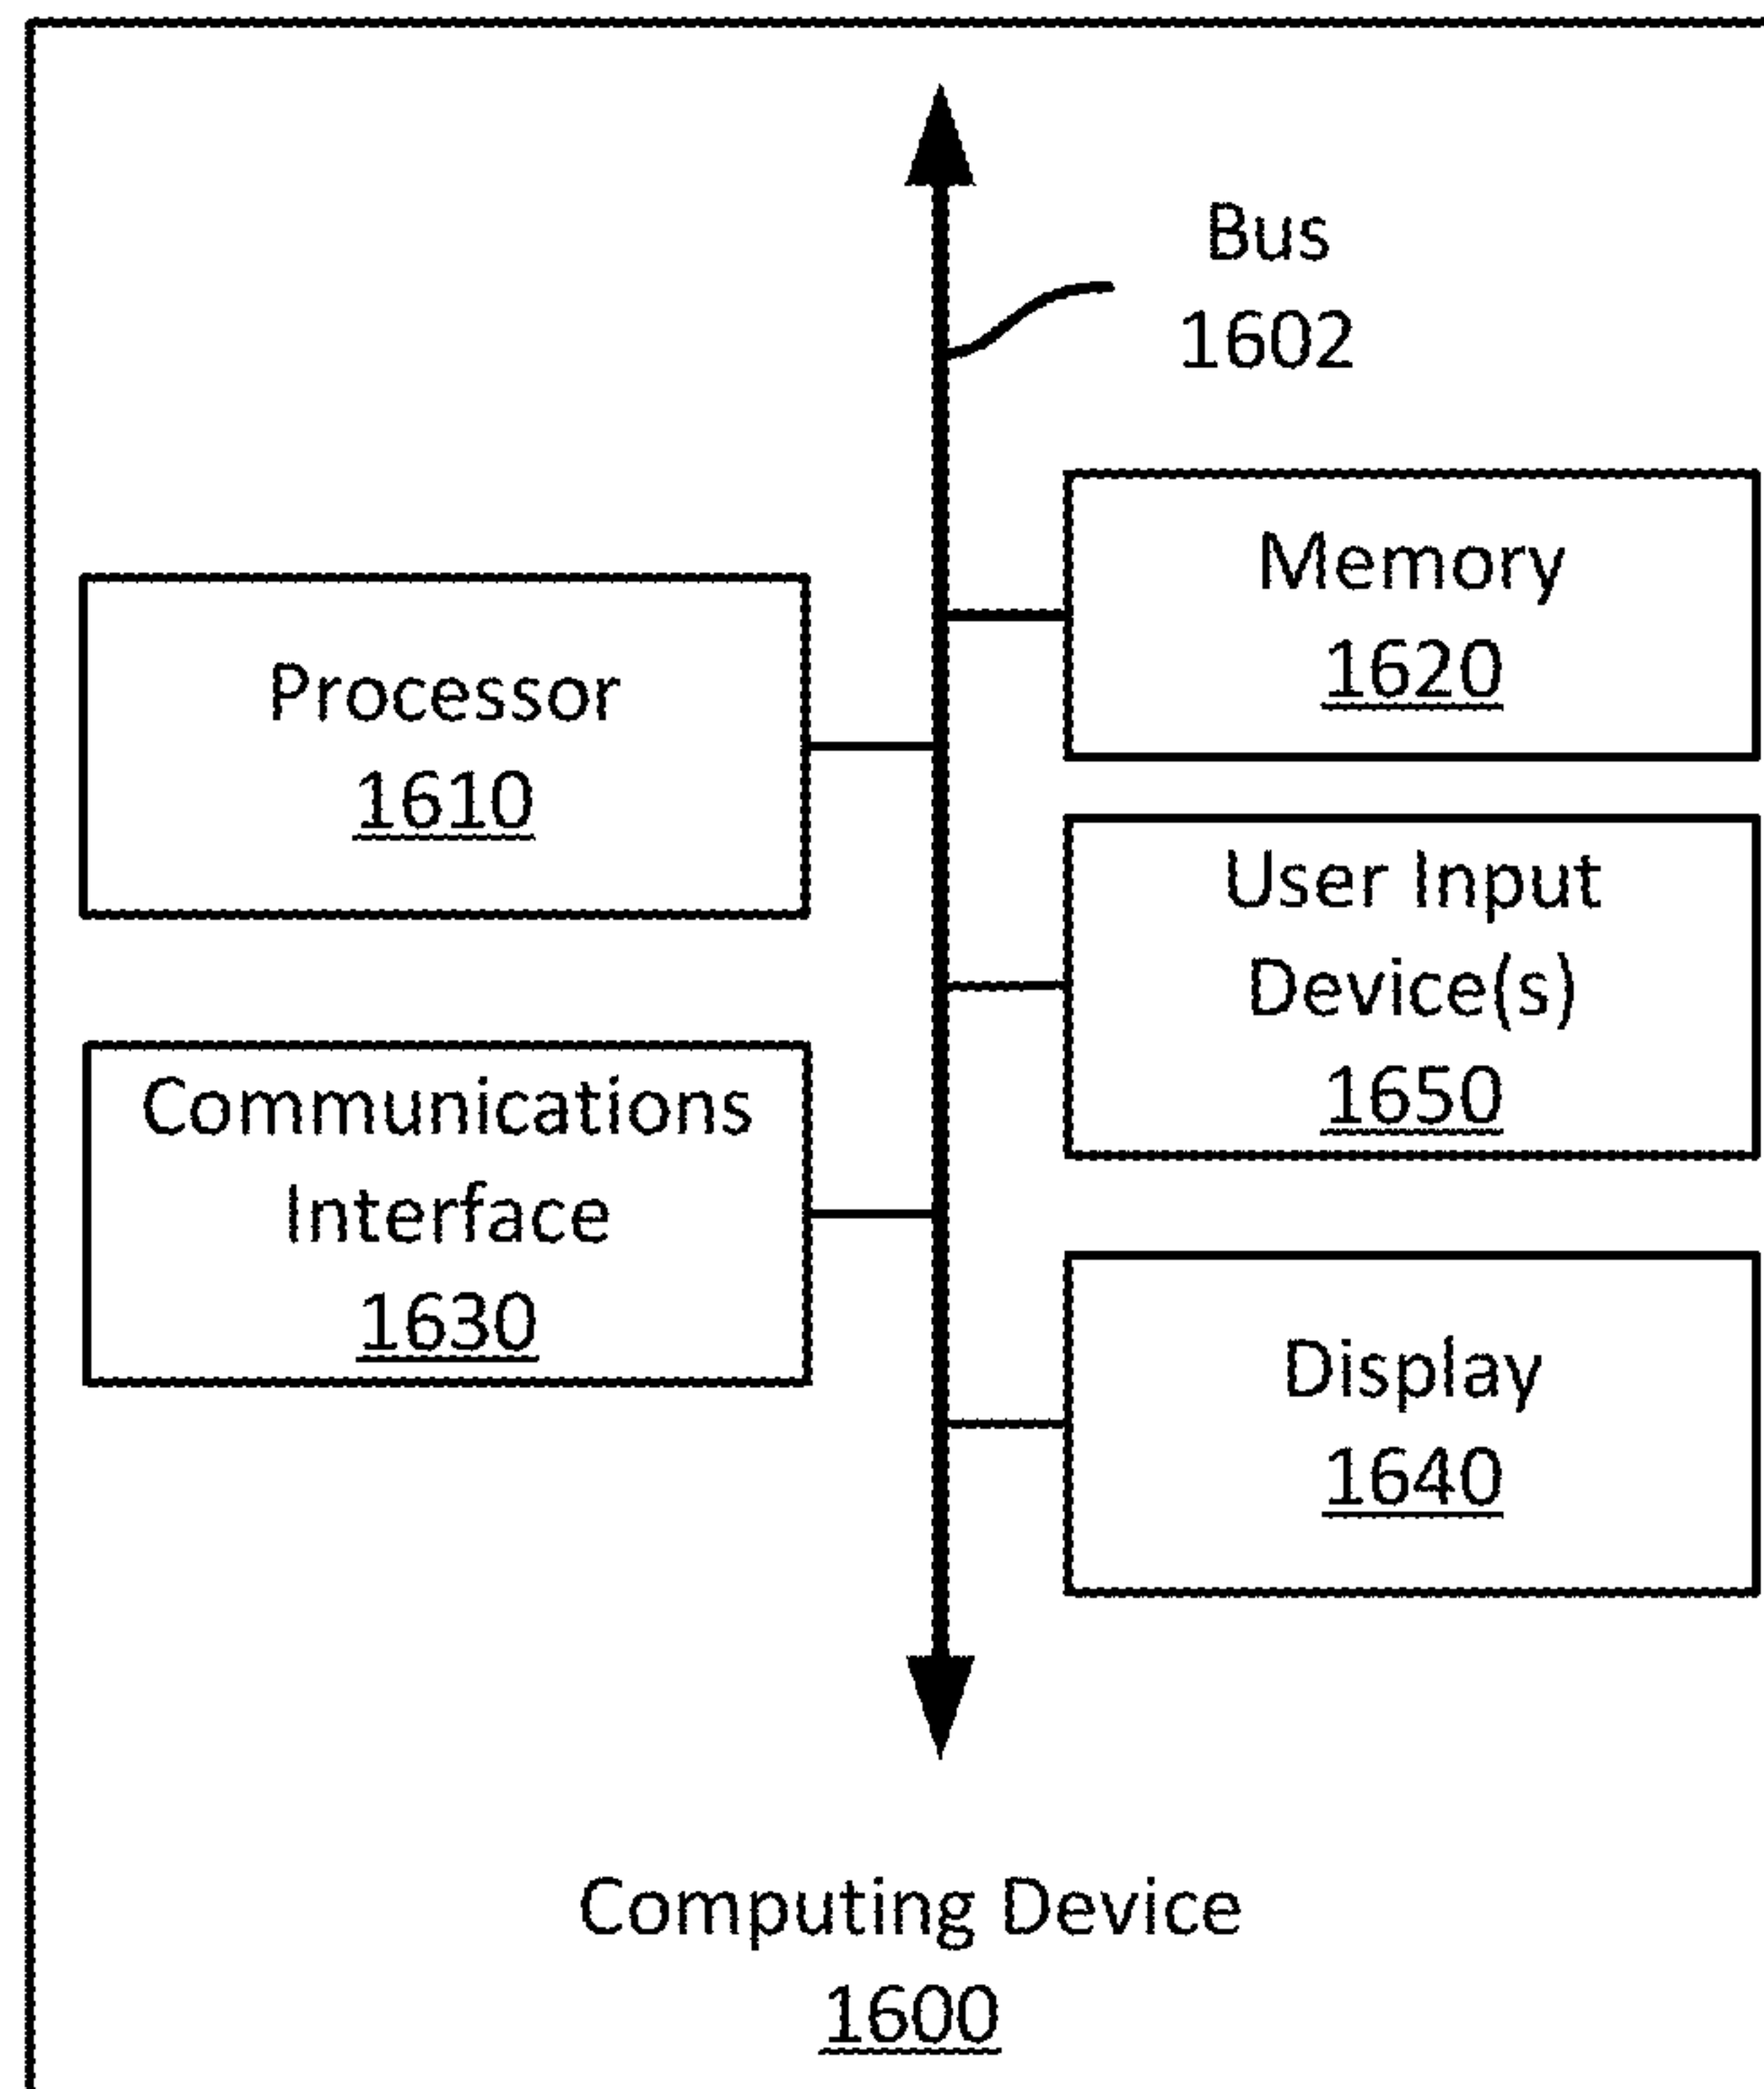 Bus
1602
Memory
1620
Processor
1610
User Input
Device(s)
1650
Communications
Interface
1630
Display
1640
Computing Device
1600